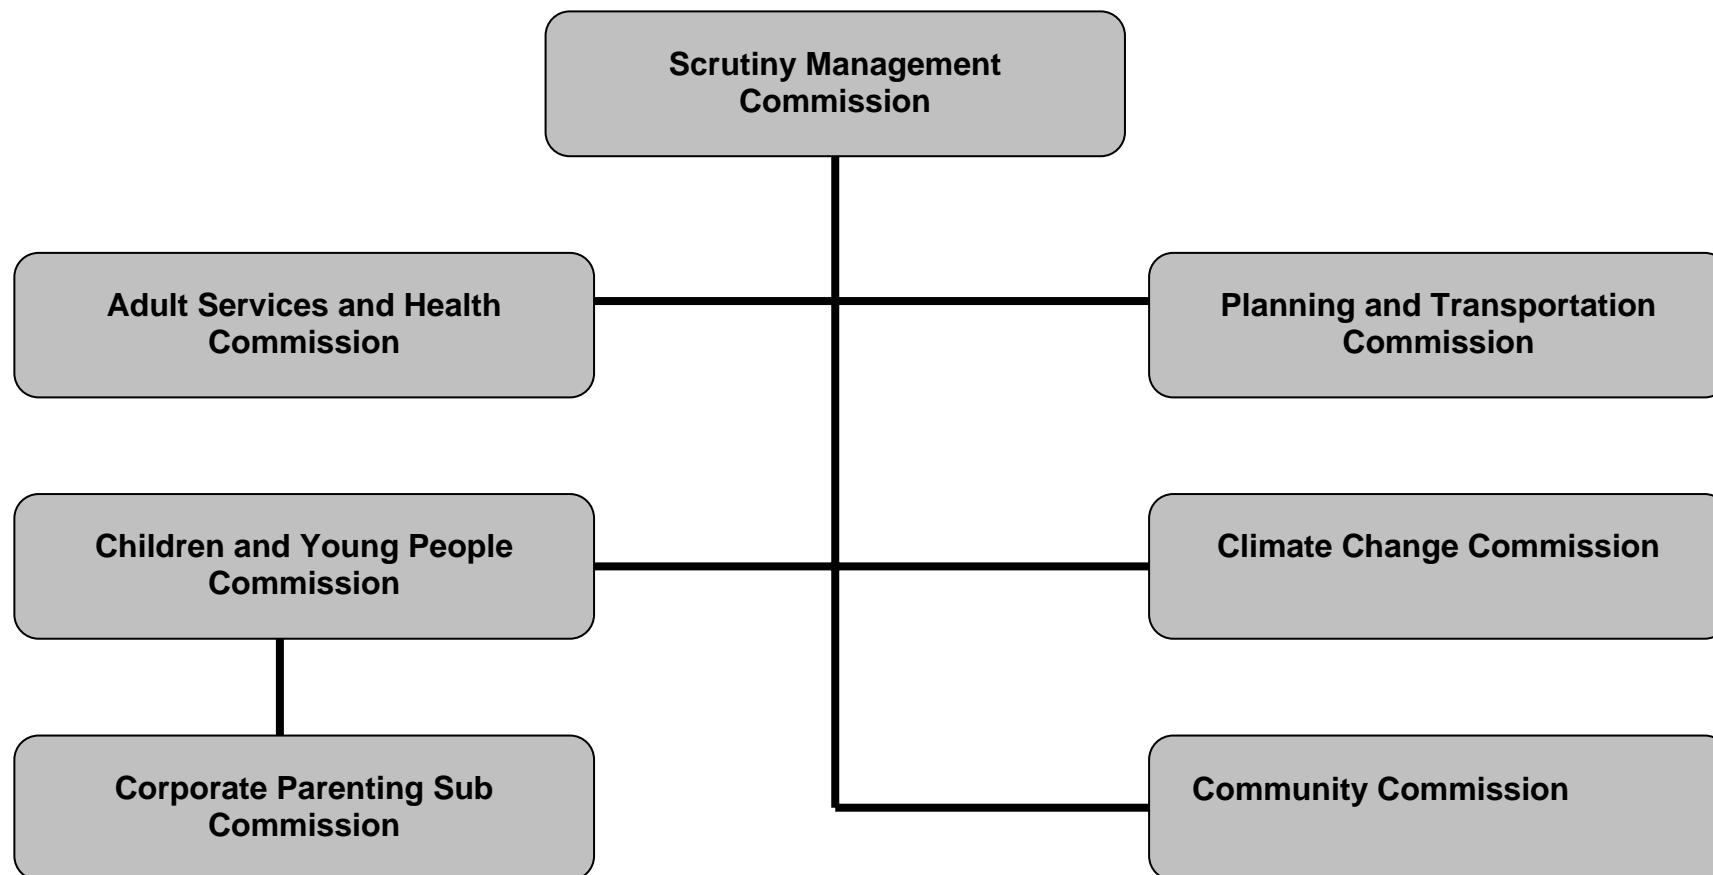 Scrutiny Management
Commission
Adult Services and Health
Commission
Planning and Transportation
Commission
Children and Young People
Commission
Climate Change Commission
Corporate Parenting Sub
Commission
Community Commission